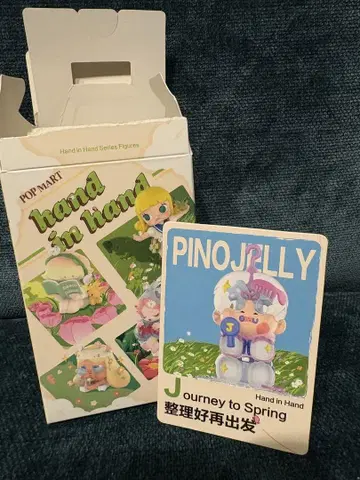 Hand in Hand Series Figures
POP MART
hand
in hand
PINOJELLY
J
Hand in Hand
Journey to Spring
整理好再出发